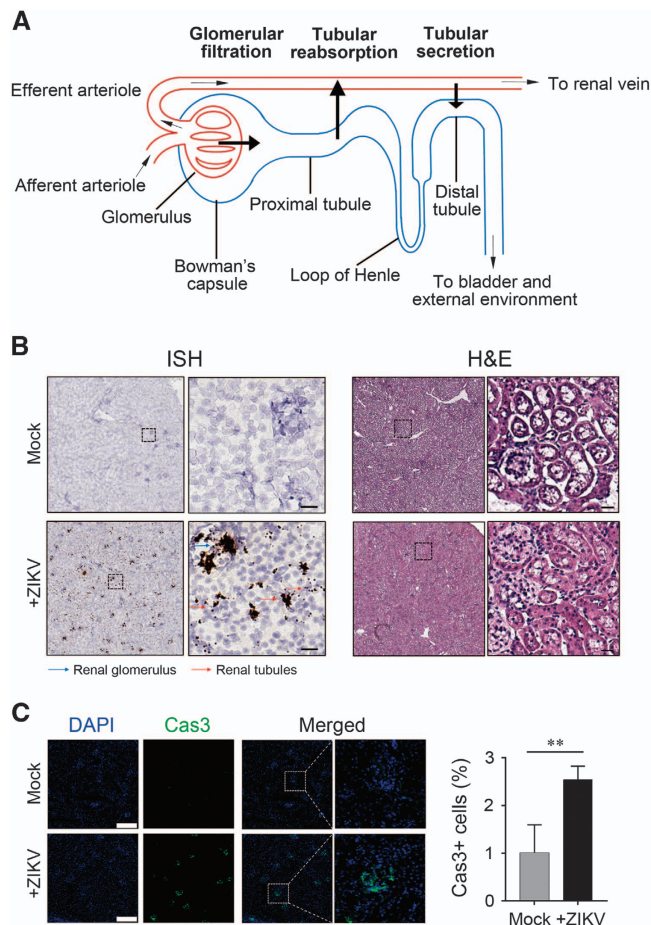 A
Glomerular
filtration
Tubular
reabsorption
Tubular
secretion
Efferent arteriole
To renal vein
Afferent arteriole
Glomerulus
Bowman's
capsule
Proximal tubule
Loop of Henle
Distal
tubule
To bladder and
external environment
B
ISH
H&E
Mock
+ZIKV
Renal glomerulus
Renal tubules
C
DAPI
Cas3
Merged
Mock
+ZIKV
**
Cas3+ cells (%)
3
2
1
0
Mock +ZIKV